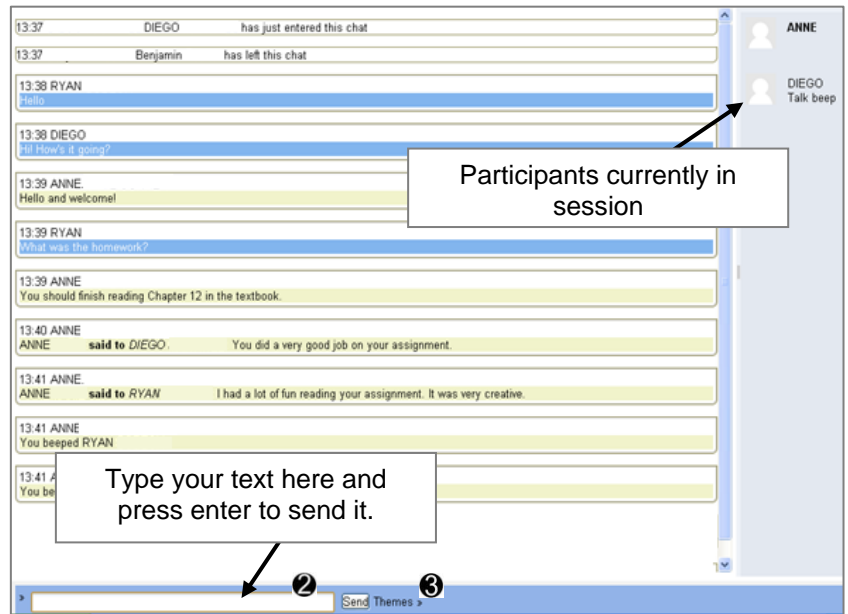 13:37 DIEGO has just entered this chat
13:37 Benjamin has left this chat
13:38 RYAN
Hello
13:38 DIEGO
Hi! How's it going?
13:39 ANNE.
Hello and welcome!
13:39 RYAN
What was the homework?
13:39 ANNE
You should finish reading Chapter 12 in the textbook.
13:40 ANNE
ANNE said to DIEGO. You did a very good job on your assignment.
13:41 ANNE.
ANNE said to RYAN I had a lot of fun reading your assignment. It was very creative.
13:41 ANNE
You beeped RYAN
13:41 A
You be
Type your text here and
press enter to send it.
2
Send Themes »
3
ANNE
DIEGO
Talk beep
Participants currently in
session